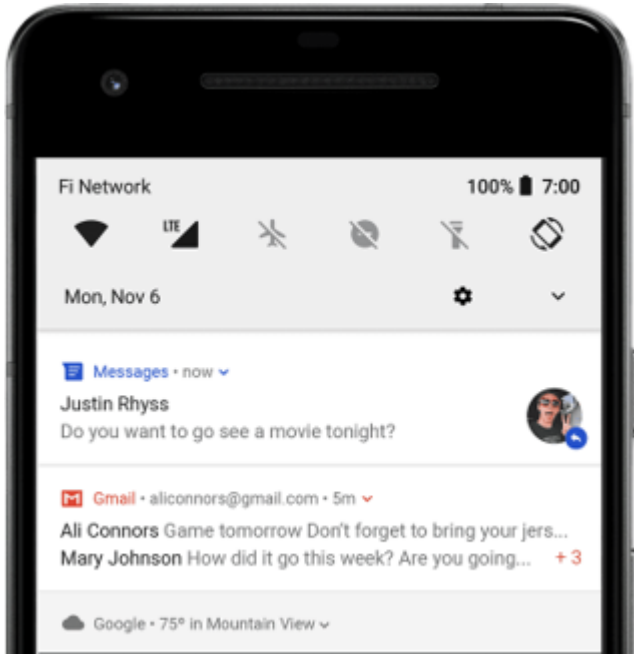 Fi Network 100% 7:00
LTE
Mon, Nov 6
Messages • now
Justin Rhyss
Do you want to go see a movie tonight?
Gmail • aliconnors@gmail.com • 5m
Ali Connors Game tomorrow Don't forget to bring your jers...
Mary Johnson How did it go this week? Are you going... + 3
Google • 75º in Mountain View